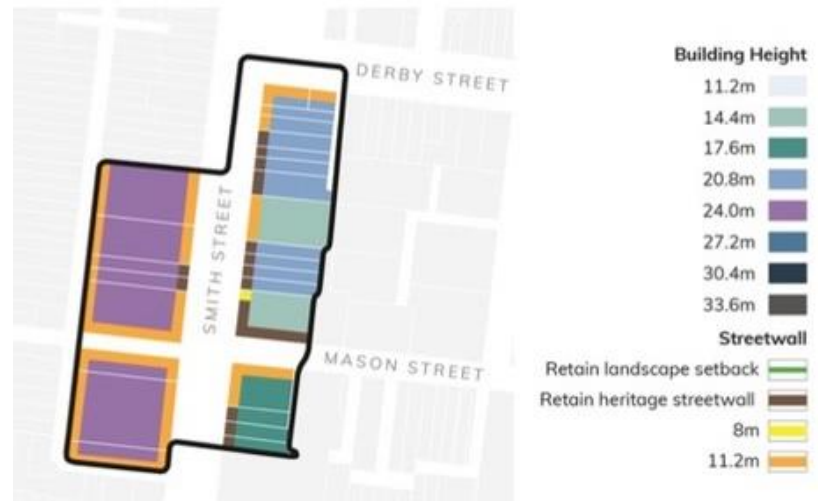 DERBY STREET
SMITH STREET
MASON STREET
Building Height
11.2m
14.4m
17.6m
20.8m
24.0m
27.2m
30.4m
33.6m
Streetwall
Retain landscape setback
Retain heritage streetwall
8m
11.2m